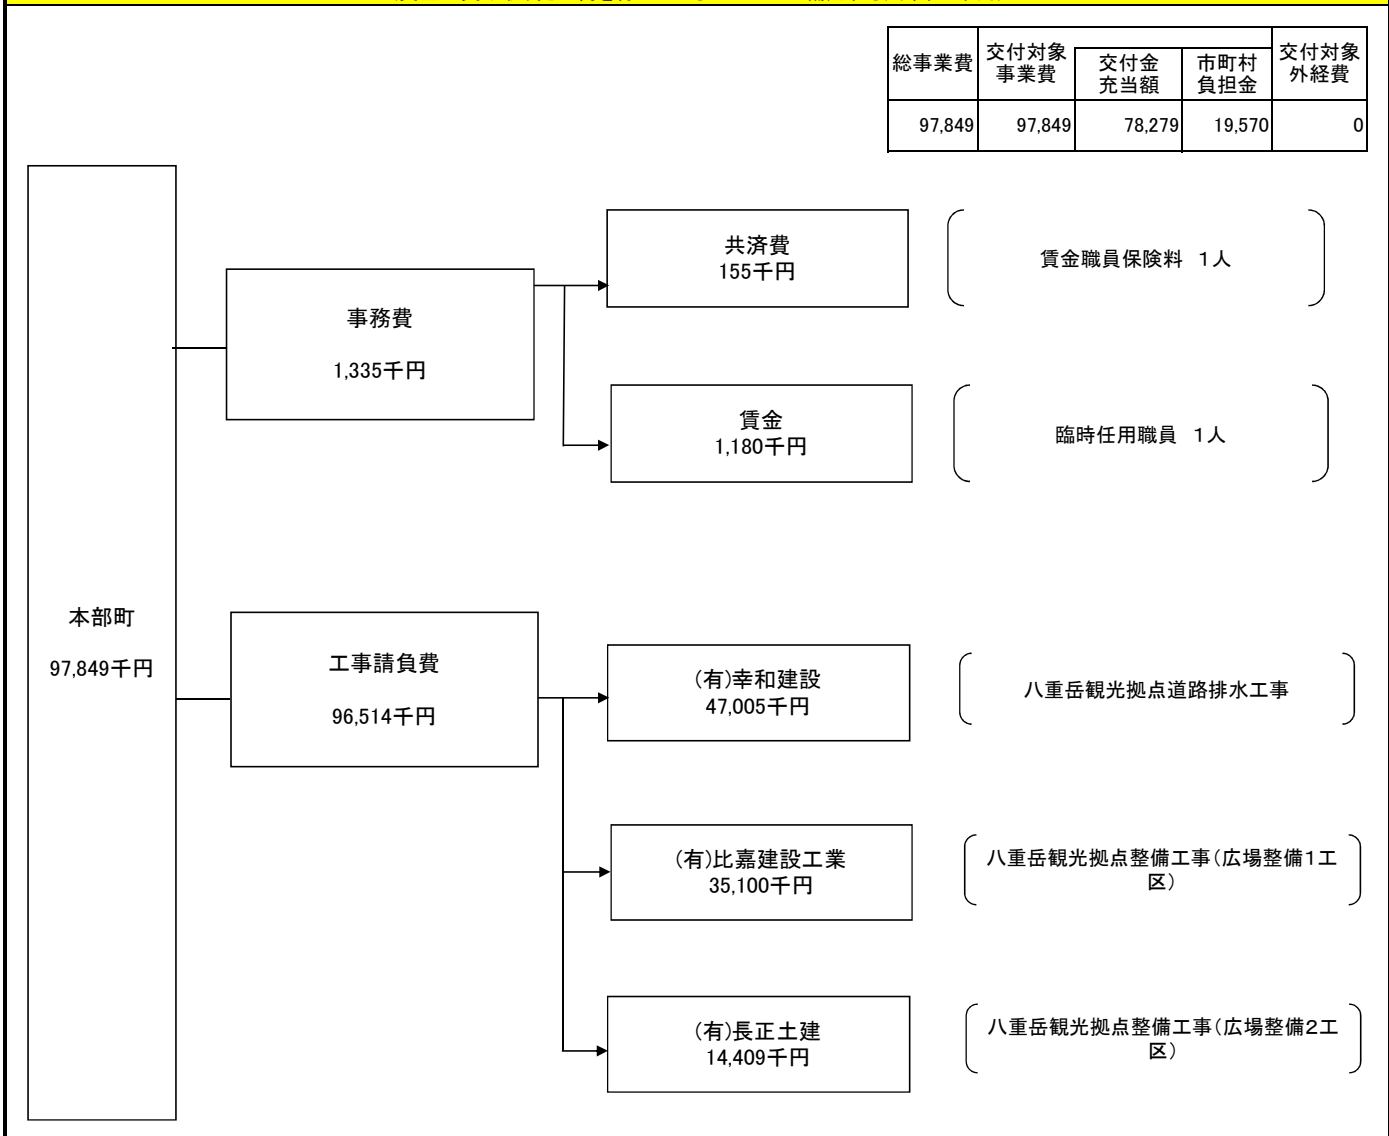 総事業費
交付対象
事業費
交付金
充当額
市町村
負担金
交付対象
外経費
97,849
97,849
78,279
19,570
0
共済費
155千円
賃金職員保険料 1人
事務費
1,335千円
賃金
1,180千円
臨時任用職員 1人
本部町
97,849千円
工事請負費
96,514千円
(有)幸和建設
47,005千円
八重岳観光拠点道路排水工事
(有)比嘉建設工業
35,100千円
八重岳観光拠点整備工事(広場整備1工
区)
(有)長正土建
14,409千円
八重岳観光拠点整備工事(広場整備2工
区)